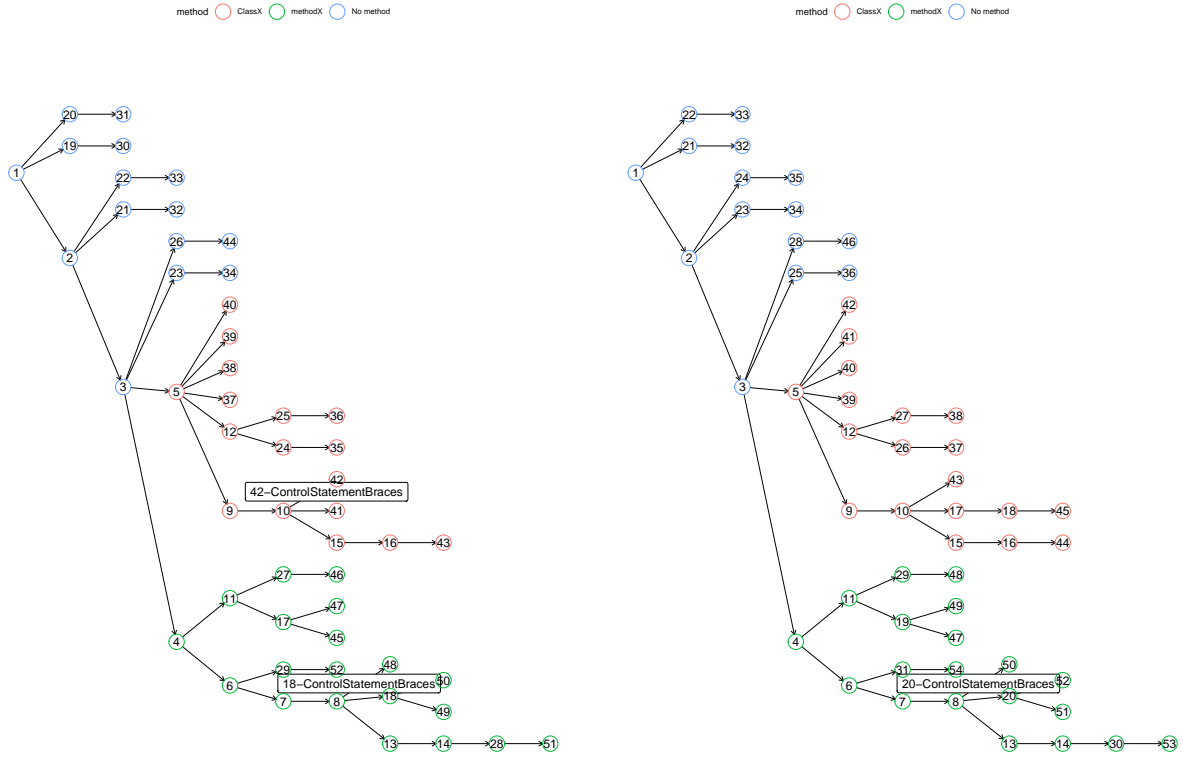 method ClassX methodX No method method ClassX methodX No method
20 31 22 33
19 30 21 32
1 1
22 33 24 35
21 32 23 34
26 44 28 46
2 2
23 34 25 36
40 42
39 41
38 40
3 5 3 5
37 39
25 36 27 38
12 12
24 35 26 37
42 43
42-ControlStatementBraces
9 10 41 9 10 17 18 45
15 16 43 15 16 44
27 46 29 48
11 11
47 49
17 19
45 47
4 4
48 50
29 52 31 54
50 52
6 18-ControlStatementBraces 6 20-ControlStatementBraces
18 20
7 8 7 8
49 51
13 14 28 51 13 14 30 53